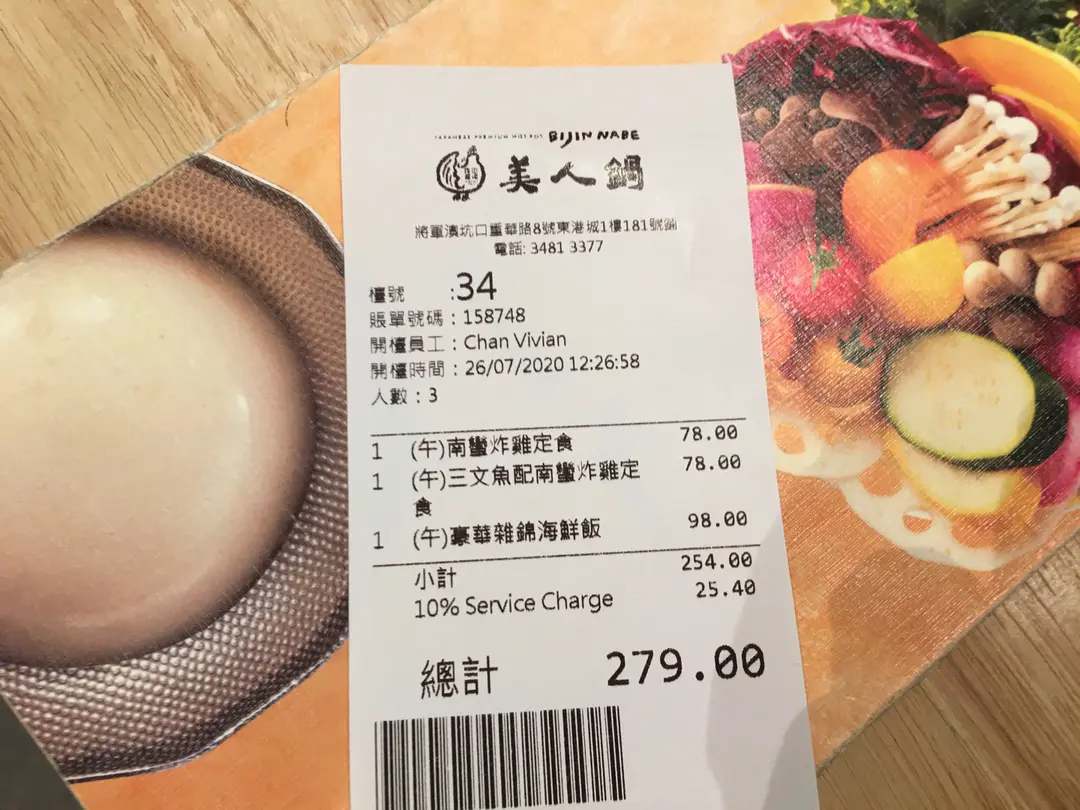 JAPANESE PREMIUM HOT POT BIJIN NABE
美人鍋
將軍澳坑口重華路8號東港城1樓181號舖
電話: 3481 3377
檯號 :34
賬單號碼 : 158748
開檯員工 : Chan Vivian
開檯時間 : 26/07/2020 12:26:58
人數 : 3
1 (午)南蠻炸雞定食 78.00
1 (午)三文魚配南蠻炸雞定 78.00
食
1 (午)豪華雜錦海鮮飯 98.00
小計 254.00
10% Service Charge 25.40
總計 279.00